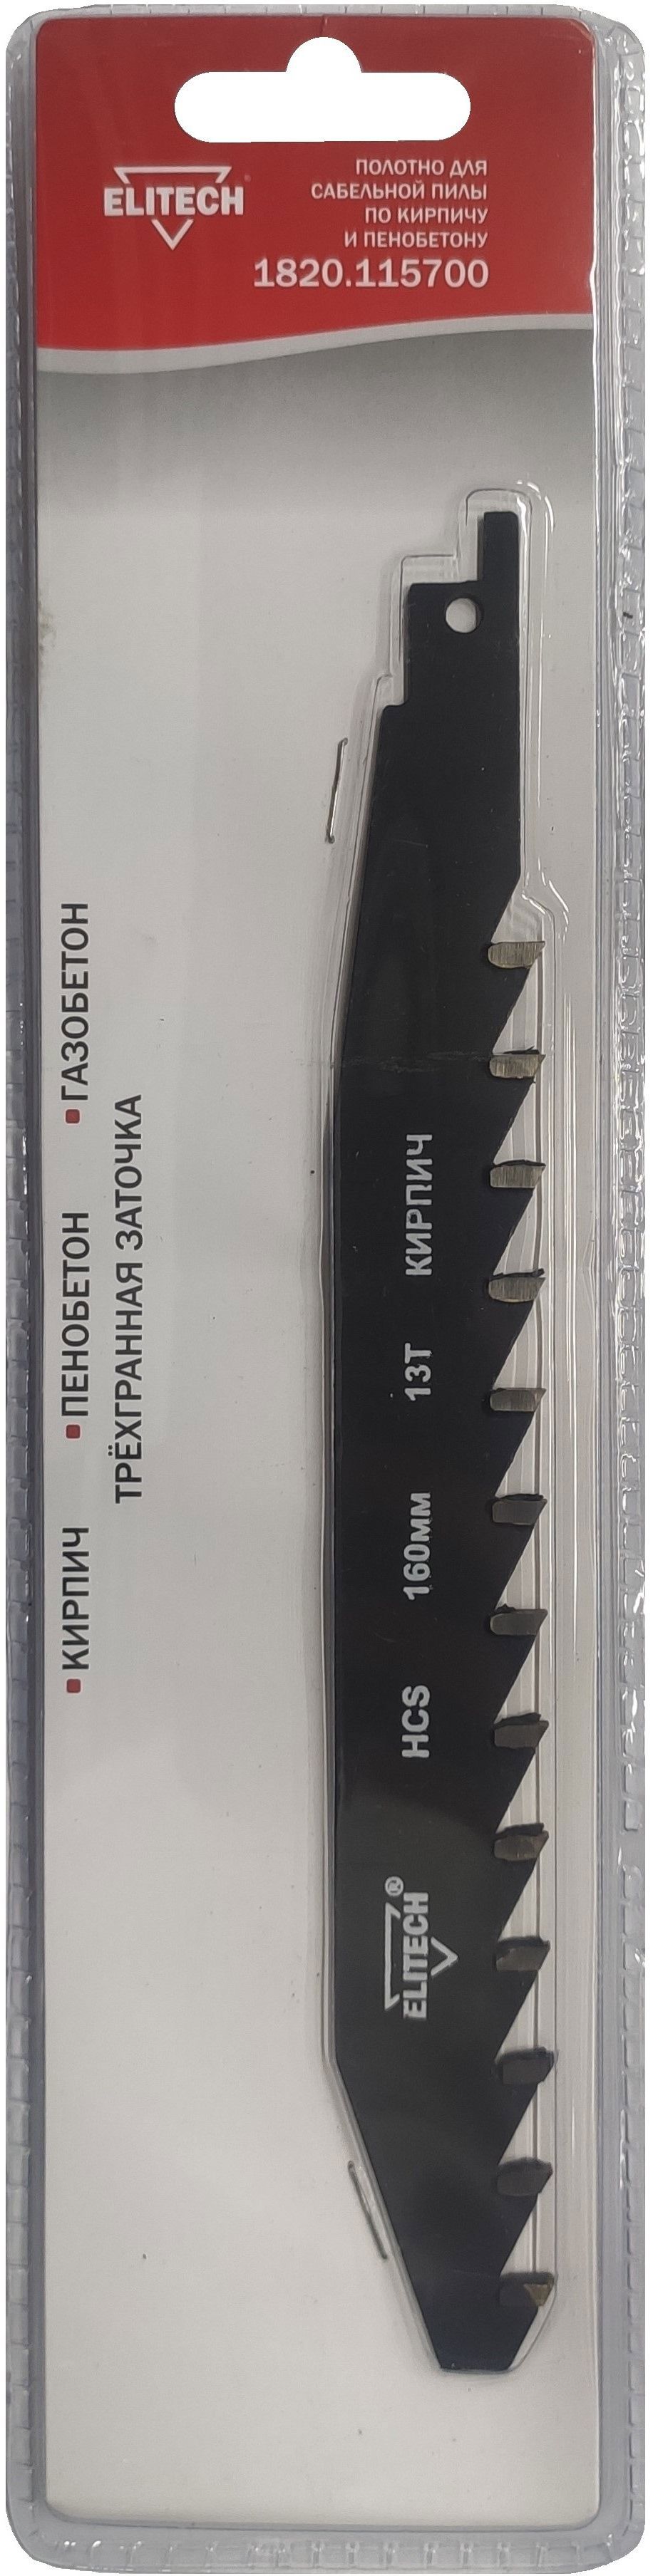 ELITECH
ПОЛОТНО ДЛЯ
САБЕЛЬНОЙ ПИЛЫ
ПО КИРПИЧУ
И ПЕНОБЕТОНУ
1820.115700
▪КИРПИЧ ▪ПЕНОБЕТОН ▪ГАЗОБЕТОН
ТРЁХГРАННАЯ ЗАТОЧКА
ELITECH® HCS 160мм 13Т КИРПИЧ